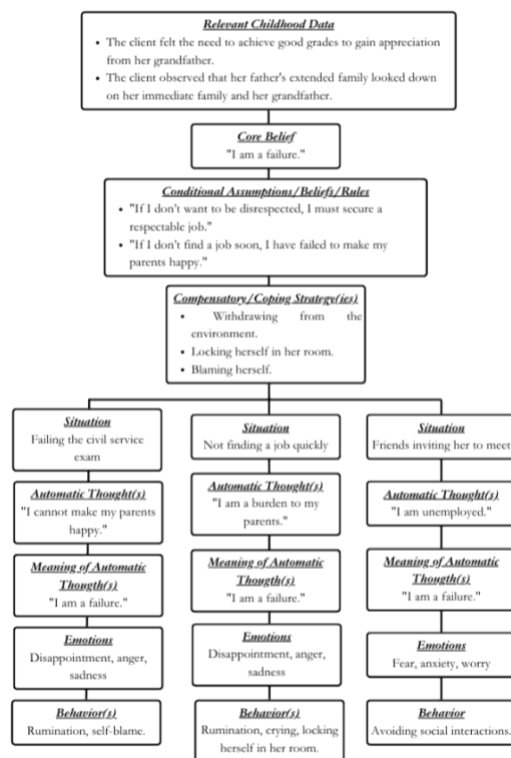 Relevant Childhood Data
• The client felt the need to achieve good grades to gain appreciation
from her grandfather.
• The client observed that her father's extended family looked down
on her immediate family and her grandfather.
Core Belief
"I am a failure."
Conditional Assumptions/Beliefs/Rules
• "If I don't want to be disrespected, I must secure a
respectable job."
• "If I don't find a job soon, I have failed to make my
parents happy."
Compensatory/Coping Strategy(ies)
• Withdrawing from the
environment.
• Locking herself in her room.
• Blaming herself.
Situation
Failing the civil service
exam
Automatic Thought(s)
"I cannot make my parents
happy."
Meaning of Automatic
Thougth(s)
"I am a failure."
Emotions
Disappointment, anger,
sadness
Behavior(s)
Rumination, self-blame.
Situation
Not finding a job quickly
Automatic Thought(s)
"I am a burden to my
parents."
Meaning of Automatic
Thougth(s)
"I am a failure."
Emotions
Disappointment, anger,
sadness
Behavior(s)
Rumination, crying, locking
herself in her room.
Situation
Friends inviting her to meet
Automatic Thought(s)
"I am unemployed."
Meaning of Automatic
Thougth(s)
"I am a failure."
Emotions
Fear, anxiety, worry
Behavior
Avoiding social interactions.